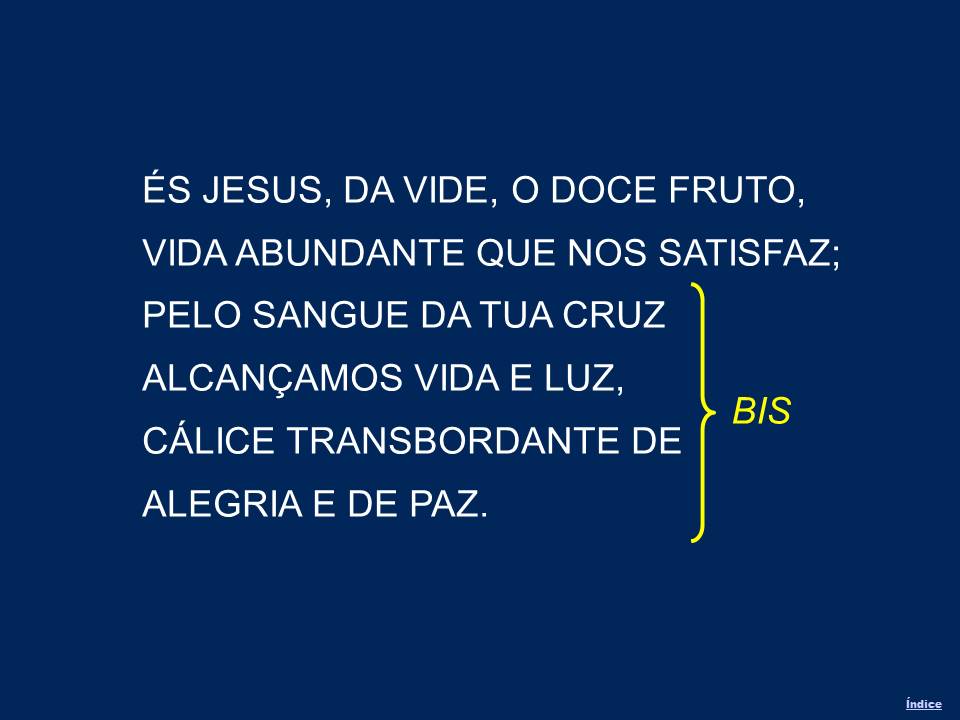 ÉS JESUS, DA VIDE, O DOCE FRUTO,
VIDA ABUNDANTE QUE NOS SATISFAZ;
PELO SANGUE DA TUA CRUZ
ALCANÇAMOS VIDA E LUZ,
CÁLICE TRANSBORDANTE DE
ALEGRIA E DE PAZ.
BIS
Índice